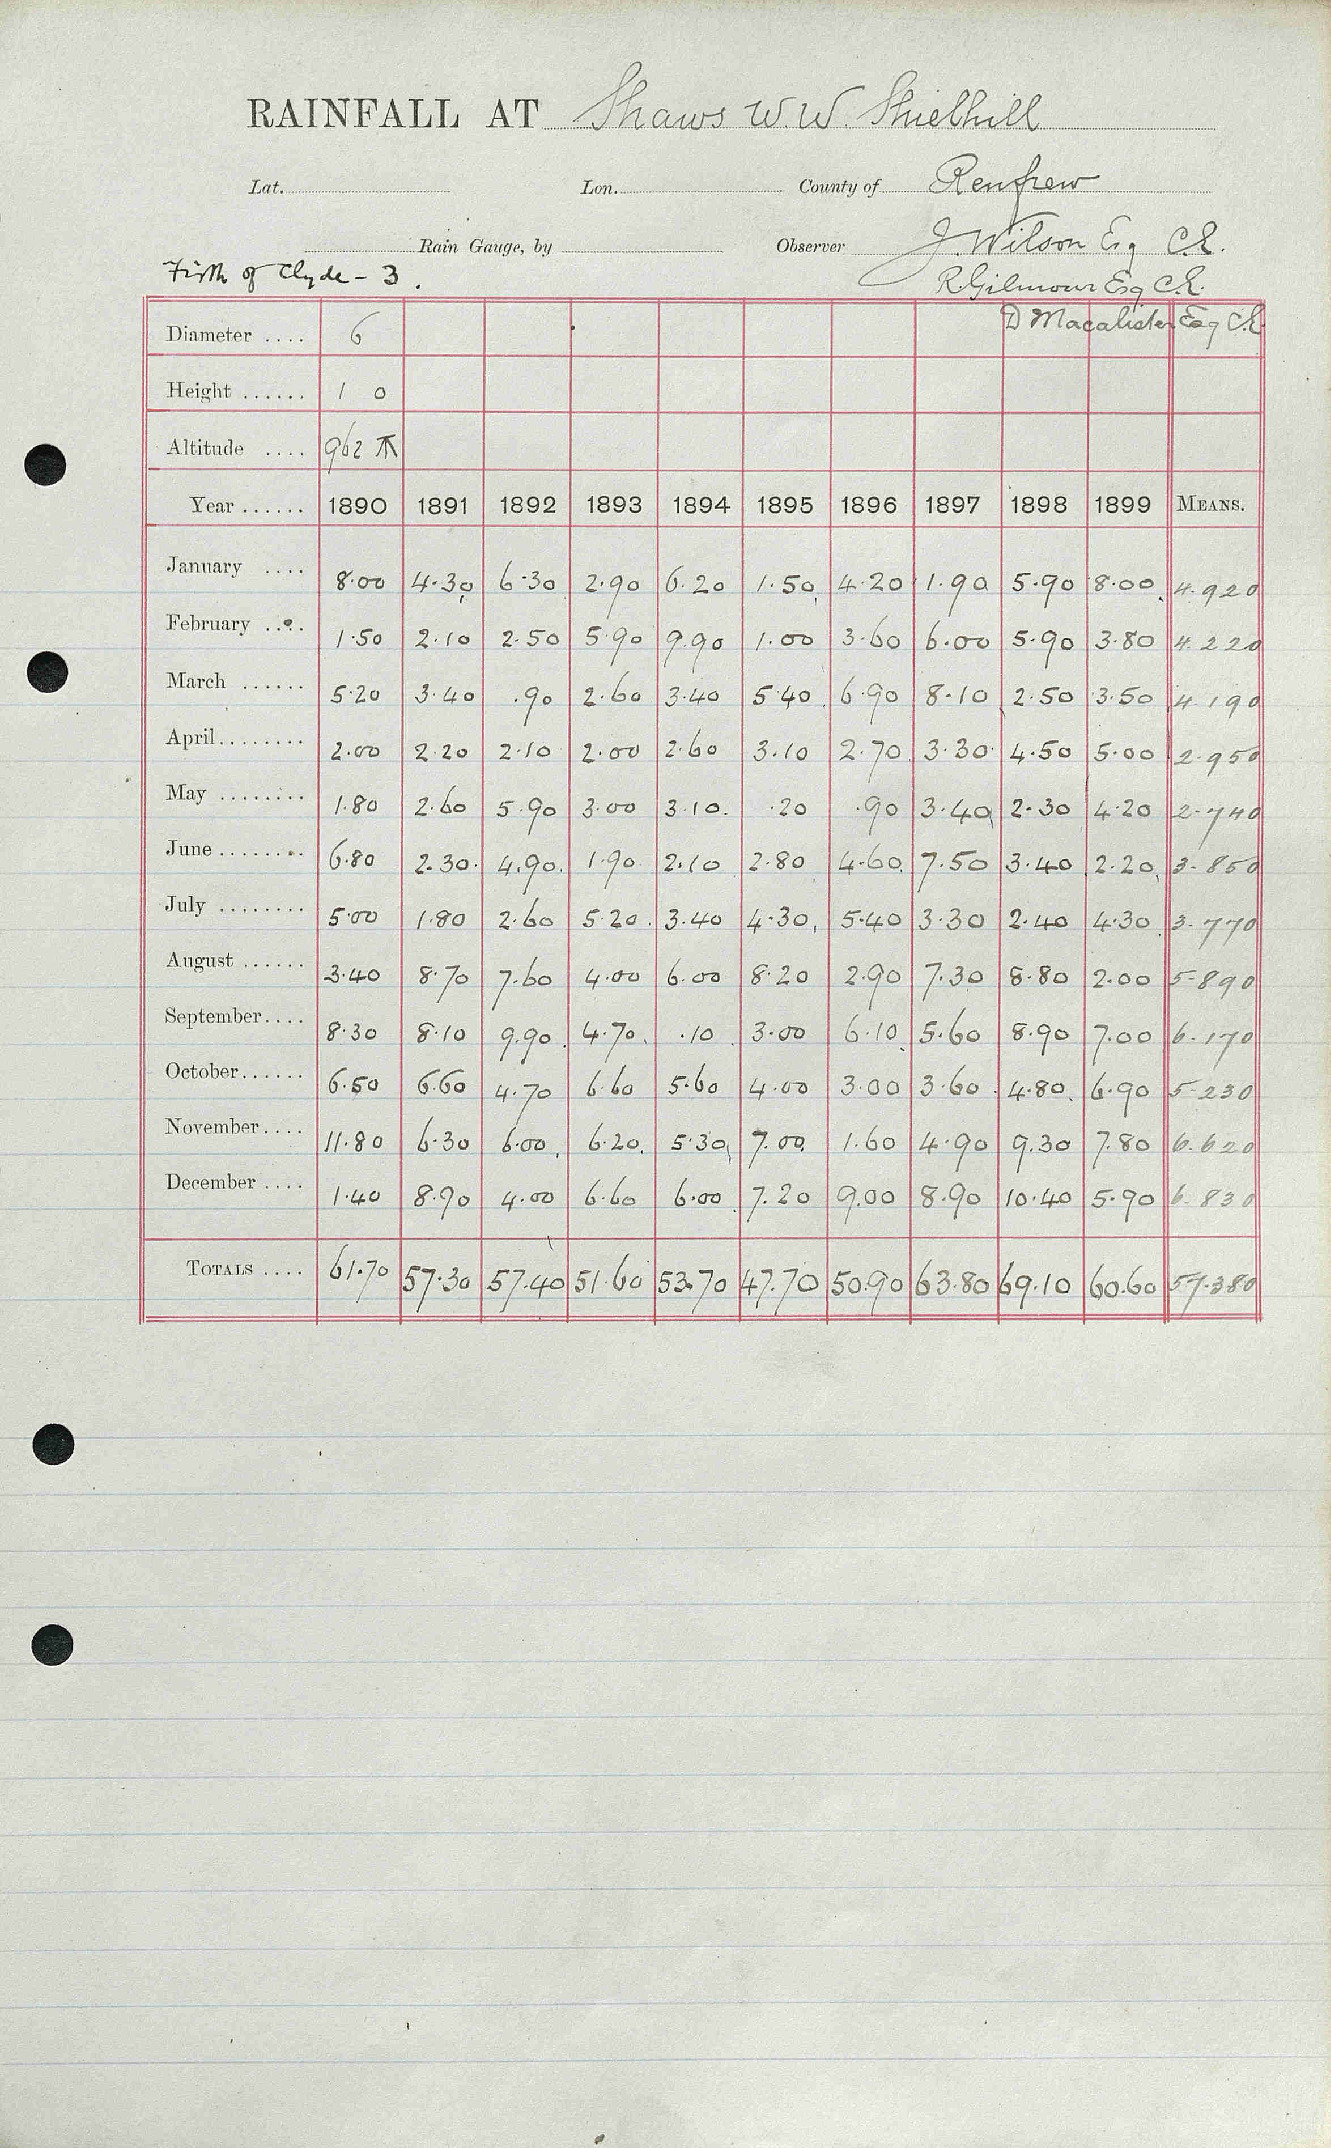 RAINFALL AT Shaws W.W. Shielhill
Lat. Lon. County of Renfrew
Rain Gauge, by Observer J. Wilson Esq C.E.
Firth of Clyde - 3. R. Gilmour Esq C.E.
D Macalister Esq C.E.
Diameter .... 6
Height ...... 1 0
Altitude .... 962
Year ...... 1890 1891 1892 1893 1894 1895 1896 1897 1898 1899 MEANS.
January .... 8.00 4.30 6.30 2.90 6.20 1.50 4.20 1.90 5.90 8.00 4.920
February .... 1.50 2.10 2.50 5.90 9.90 1.00 3.60 6.00 5.90 3.80 4.220
March ...... 5.20 3.40 .90 2.60 3.40 5.40 6.90 8.10 2.50 3.50 4.190
April........ 2.00 2.20 2.10 2.00 2.60 3.10 2.70 3.30 4.50 5.00 2.950
May ........ 1.80 2.60 5.90 3.00 3.10 .20 .90 3.40 2.30 4.20 2.740
June ........ 6.80 2.30 4.90 1.90 2.10 2.80 4.60 7.50 3.40 2.20 3.850
July ........ 5.00 1.80 2.60 5.20 3.40 4.30 5.40 3.30 2.40 4.30 3.770
August ...... 3.40 8.70 7.60 4.00 6.00 8.20 2.90 7.30 8.80 2.00 5.890
September.... 8.30 8.10 9.90 4.70 .10 3.00 6.10 5.60 8.90 7.00 6.170
October...... 6.50 6.60 4.70 6.60 5.60 4.00 3.00 3.60 4.80 6.90 5.230
November.... 11.80 6.30 6.00 6.20 5.30 7.00 1.60 4.90 9.30 7.80 6.620
December .... 1.40 8.90 4.00 6.60 6.00 7.20 9.00 8.90 10.40 5.90 6.830
TOTALS .... 61.70 57.30 57.40 51.60 53.70 47.70 50.90 63.80 69.10 60.60 57.380